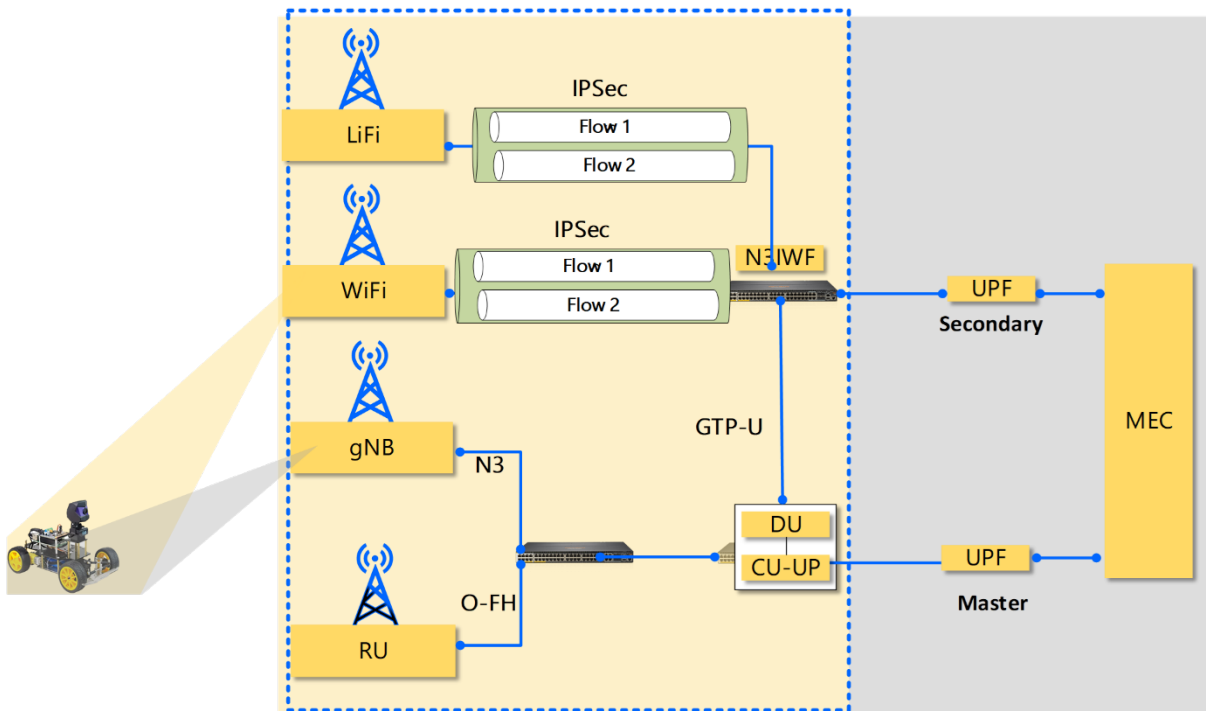 IPSec
LiFi
Flow 1
Flow 2
IPSec
WiFi
Flow 1
Flow 2
N3IWF
UPF
Secondary
GTP-U
MEC
gNB
N3
DU
CU-UP
UPF
Master
O-FH
RU